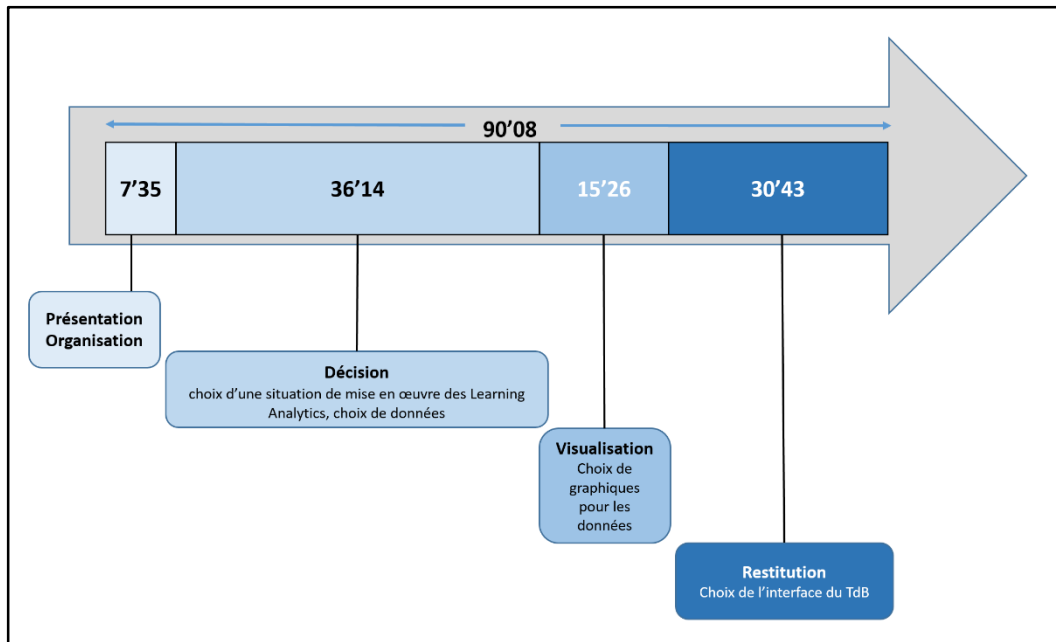 90’08
7’35
36’14
15’26
30’43
Présentation
Organisation
Décision
choix d’une situation de mise en œuvre des Learning
Analytics, choix de données
Visualisation
Choix de
graphiques
pour les
données
Restitution
Choix de l’interface du TdB